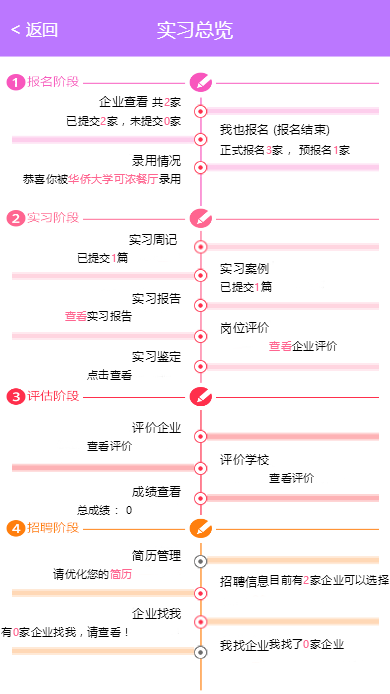 < 返回
实习总览
1 报名阶段
企业查看 共2家
已提交2家，未提交0家
我也报名 (报名结束)
正式报名3家 ， 预报名1家
录用情况
恭喜你被华侨大学可浓餐厅录用
2 实习阶段
实习周记
已提交1篇
实习案例
已提交1篇
实习报告
查看实习报告
岗位评价
查看企业评价
实习鉴定
点击查看
3 评估阶段
评价企业
查看评价
评价学校
查看评价
成绩查看
总成绩 ： 0
4 招聘阶段
简历管理
请优化您的简历
招聘信息目前有2家企业可以选择
企业找我
有0家企业找我，请查看！
我找企业我找了0家企业